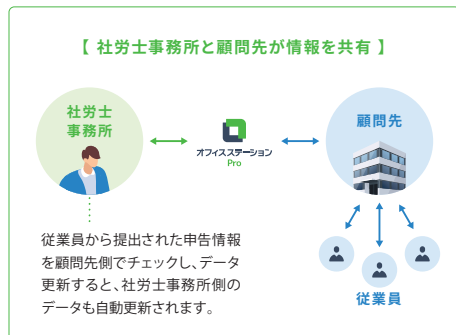 【 社労士事務所と顧問先が情報を共有 】
社労士
事務所
オフィスステーション
Pro
顧問先
従業員から提出された申告情報
を顧問先側でチェックし、データ
更新すると、社労士事務所側の
データも自動更新されます。
従業員